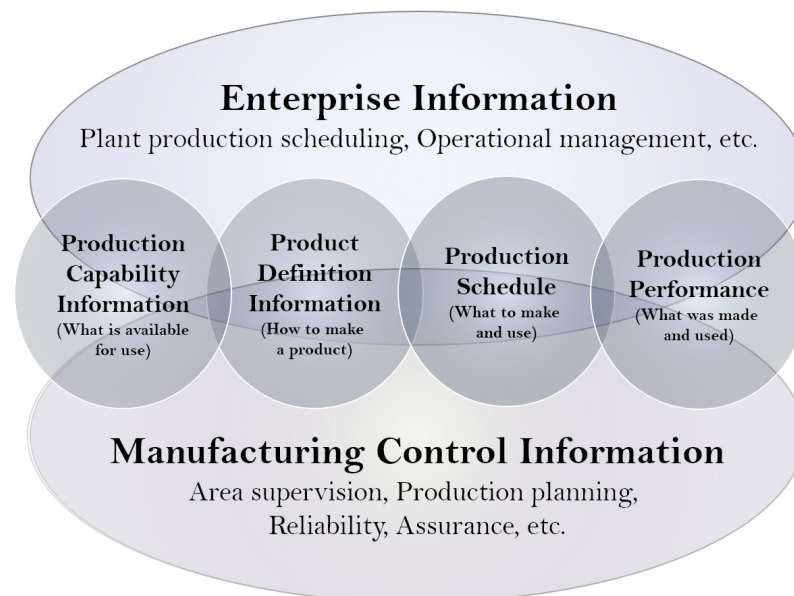 Enterprise Information
Plant production scheduling, Operational management, etc.
Production
Capability
Information
(What is available
for use)
Product
Definition
Information
(How to make
a product)
Production
Schedule
(What to make
and use)
Production
Performance
(What was made
and used)
Manufacturing Control Information
Area supervision, Production planning,
Reliability, Assurance, etc.